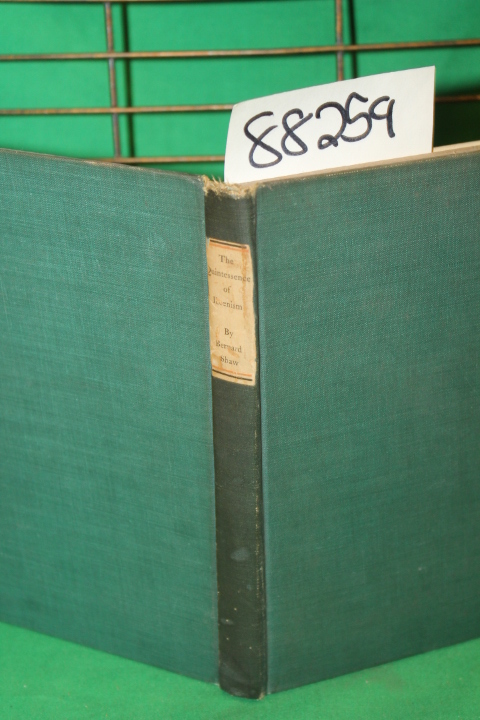 88259
The
Quintessence
of
Ibsenism
By
Bernard
Shaw